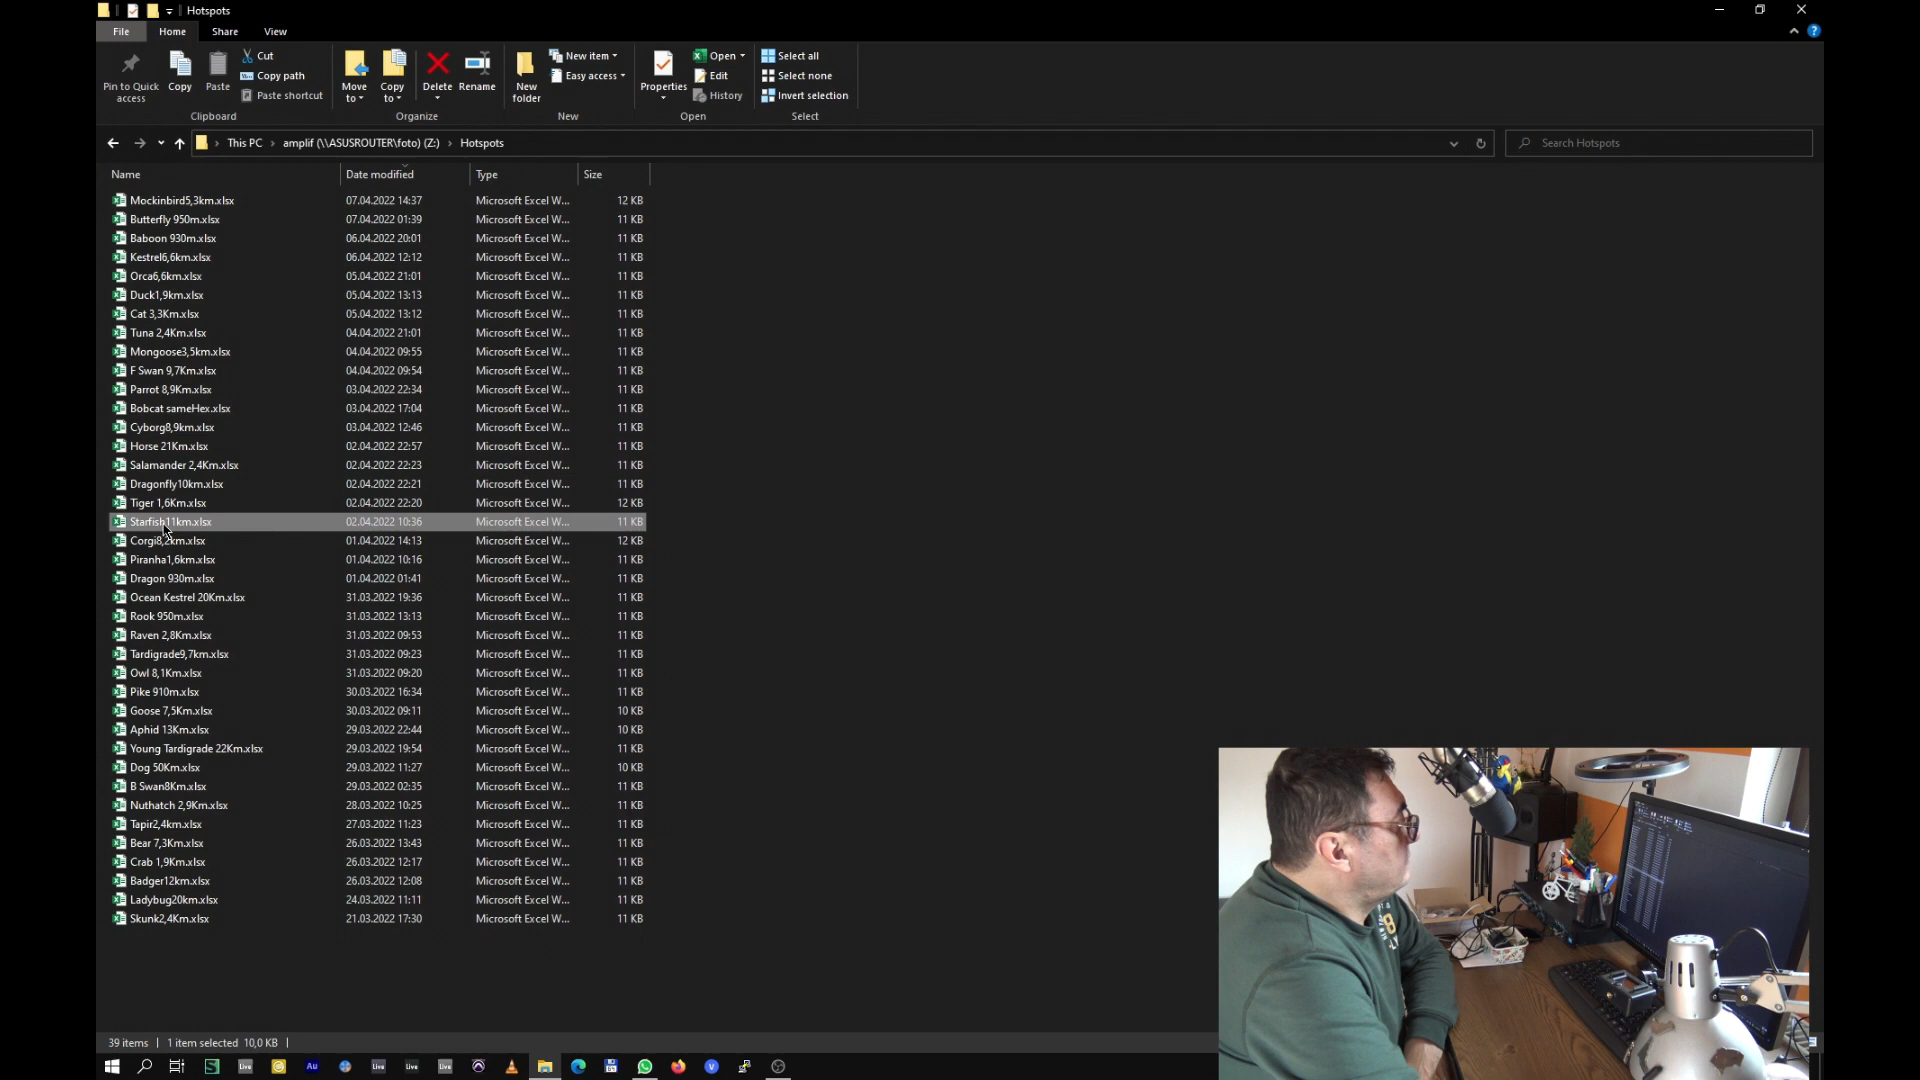 Hotspots
File Home Share View
Pin to Quick access
Copy
Paste
Cut
Copy path
Paste shortcut
Clipboard
Move to
Copy to
Delete
Rename
Organize
New folder
New item
Easy access
New
Properties
Open
Edit
History
Open
Select all
Select none
Invert selection
Select
This PC › amplif (\\ASUSROUTER\foto) (Z:) › Hotspots
Search Hotspots
Name Date modified Type Size
Mockinbird5,3km.xlsx 07.04.2022 14:37 Microsoft Excel W... 12 KB
Butterfly 950m.xlsx 07.04.2022 01:39 Microsoft Excel W... 11 KB
Baboon 930m.xlsx 06.04.2022 20:01 Microsoft Excel W... 11 KB
Kestrel6,6km.xlsx 06.04.2022 12:12 Microsoft Excel W... 11 KB
Orca6,6km.xlsx 05.04.2022 21:01 Microsoft Excel W... 11 KB
Duck1,9km.xlsx 05.04.2022 13:13 Microsoft Excel W... 11 KB
Cat 3,3Km.xlsx 05.04.2022 13:12 Microsoft Excel W... 11 KB
Tuna 2,4Km.xlsx 04.04.2022 21:01 Microsoft Excel W... 11 KB
Mongoose3,5km.xlsx 04.04.2022 09:55 Microsoft Excel W... 11 KB
F Swan 9,7Km.xlsx 04.04.2022 09:54 Microsoft Excel W... 11 KB
Parrot 8,9Km.xlsx 03.04.2022 22:34 Microsoft Excel W... 11 KB
Bobcat sameHex.xlsx 03.04.2022 17:04 Microsoft Excel W... 11 KB
Cyborg8,9km.xlsx 03.04.2022 12:46 Microsoft Excel W... 11 KB
Horse 21Km.xlsx 02.04.2022 22:57 Microsoft Excel W... 11 KB
Salamander 2,4Km.xlsx 02.04.2022 22:23 Microsoft Excel W... 11 KB
Dragonfly10km.xlsx 02.04.2022 22:21 Microsoft Excel W... 11 KB
Tiger 1,6Km.xlsx 02.04.2022 22:20 Microsoft Excel W... 12 KB
Starfish11km.xlsx 02.04.2022 10:36 Microsoft Excel W... 11 KB
Corgi8,2km.xlsx 01.04.2022 14:13 Microsoft Excel W... 12 KB
Piranha1,6km.xlsx 01.04.2022 10:16 Microsoft Excel W... 11 KB
Dragon 930m.xlsx 01.04.2022 01:41 Microsoft Excel W... 11 KB
Ocean Kestrel 20Km.xlsx 31.03.2022 19:36 Microsoft Excel W... 11 KB
Rook 950m.xlsx 31.03.2022 13:13 Microsoft Excel W... 11 KB
Raven 2,8Km.xlsx 31.03.2022 09:53 Microsoft Excel W... 11 KB
Tardigrade9,7km.xlsx 31.03.2022 09:23 Microsoft Excel W... 11 KB
Owl 8,1Km.xlsx 31.03.2022 09:20 Microsoft Excel W... 11 KB
Pike 910m.xlsx 30.03.2022 16:34 Microsoft Excel W... 11 KB
Goose 7,5Km.xlsx 30.03.2022 09:11 Microsoft Excel W... 10 KB
Aphid 13Km.xlsx 29.03.2022 22:44 Microsoft Excel W... 10 KB
Young Tardigrade 22Km.xlsx 29.03.2022 19:54 Microsoft Excel W... 11 KB
Dog 50Km.xlsx 29.03.2022 11:27 Microsoft Excel W... 10 KB
B Swan8Km.xlsx 29.03.2022 02:35 Microsoft Excel W... 11 KB
Nuthatch 2,9Km.xlsx 28.03.2022 10:25 Microsoft Excel W... 11 KB
Tapir2,4km.xlsx 27.03.2022 11:23 Microsoft Excel W... 11 KB
Bear 7,3Km.xlsx 26.03.2022 13:43 Microsoft Excel W... 11 KB
Crab 1,9Km.xlsx 26.03.2022 12:17 Microsoft Excel W... 11 KB
Badger12km.xlsx 26.03.2022 12:08 Microsoft Excel W... 11 KB
Ladybug20km.xlsx 24.03.2022 11:11 Microsoft Excel W... 11 KB
Skunk2,4Km.xlsx 21.03.2022 17:30 Microsoft Excel W... 11 KB
39 items | 1 item selected 10,0 KB |
Live Au Live Live Live